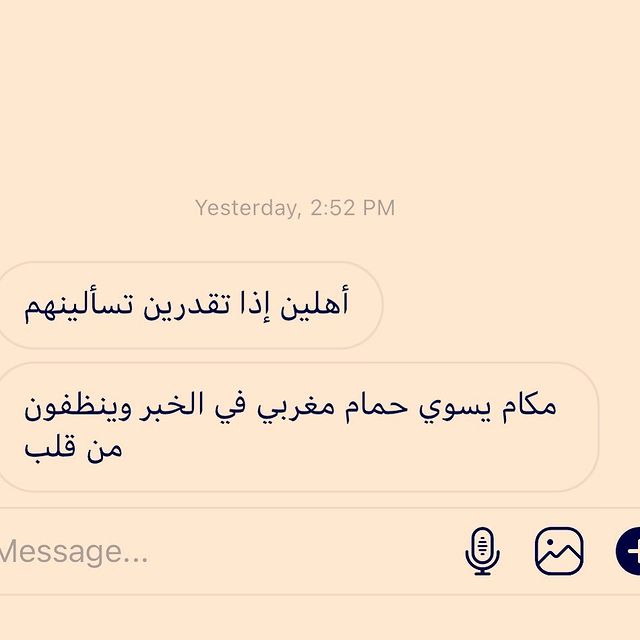 Yesterday, 2:52 PM
أهلين إذا تقدرين تسألينهم
مكام يسوي حمام مغربي في الخبر وينظفون
من قلب
Message...